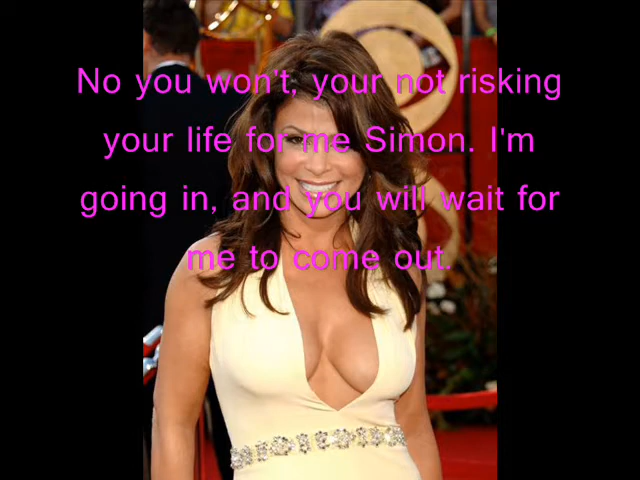 No you won't, your not risking
your life for me Simon. I'm
going in, and you will wait for
me to come out.